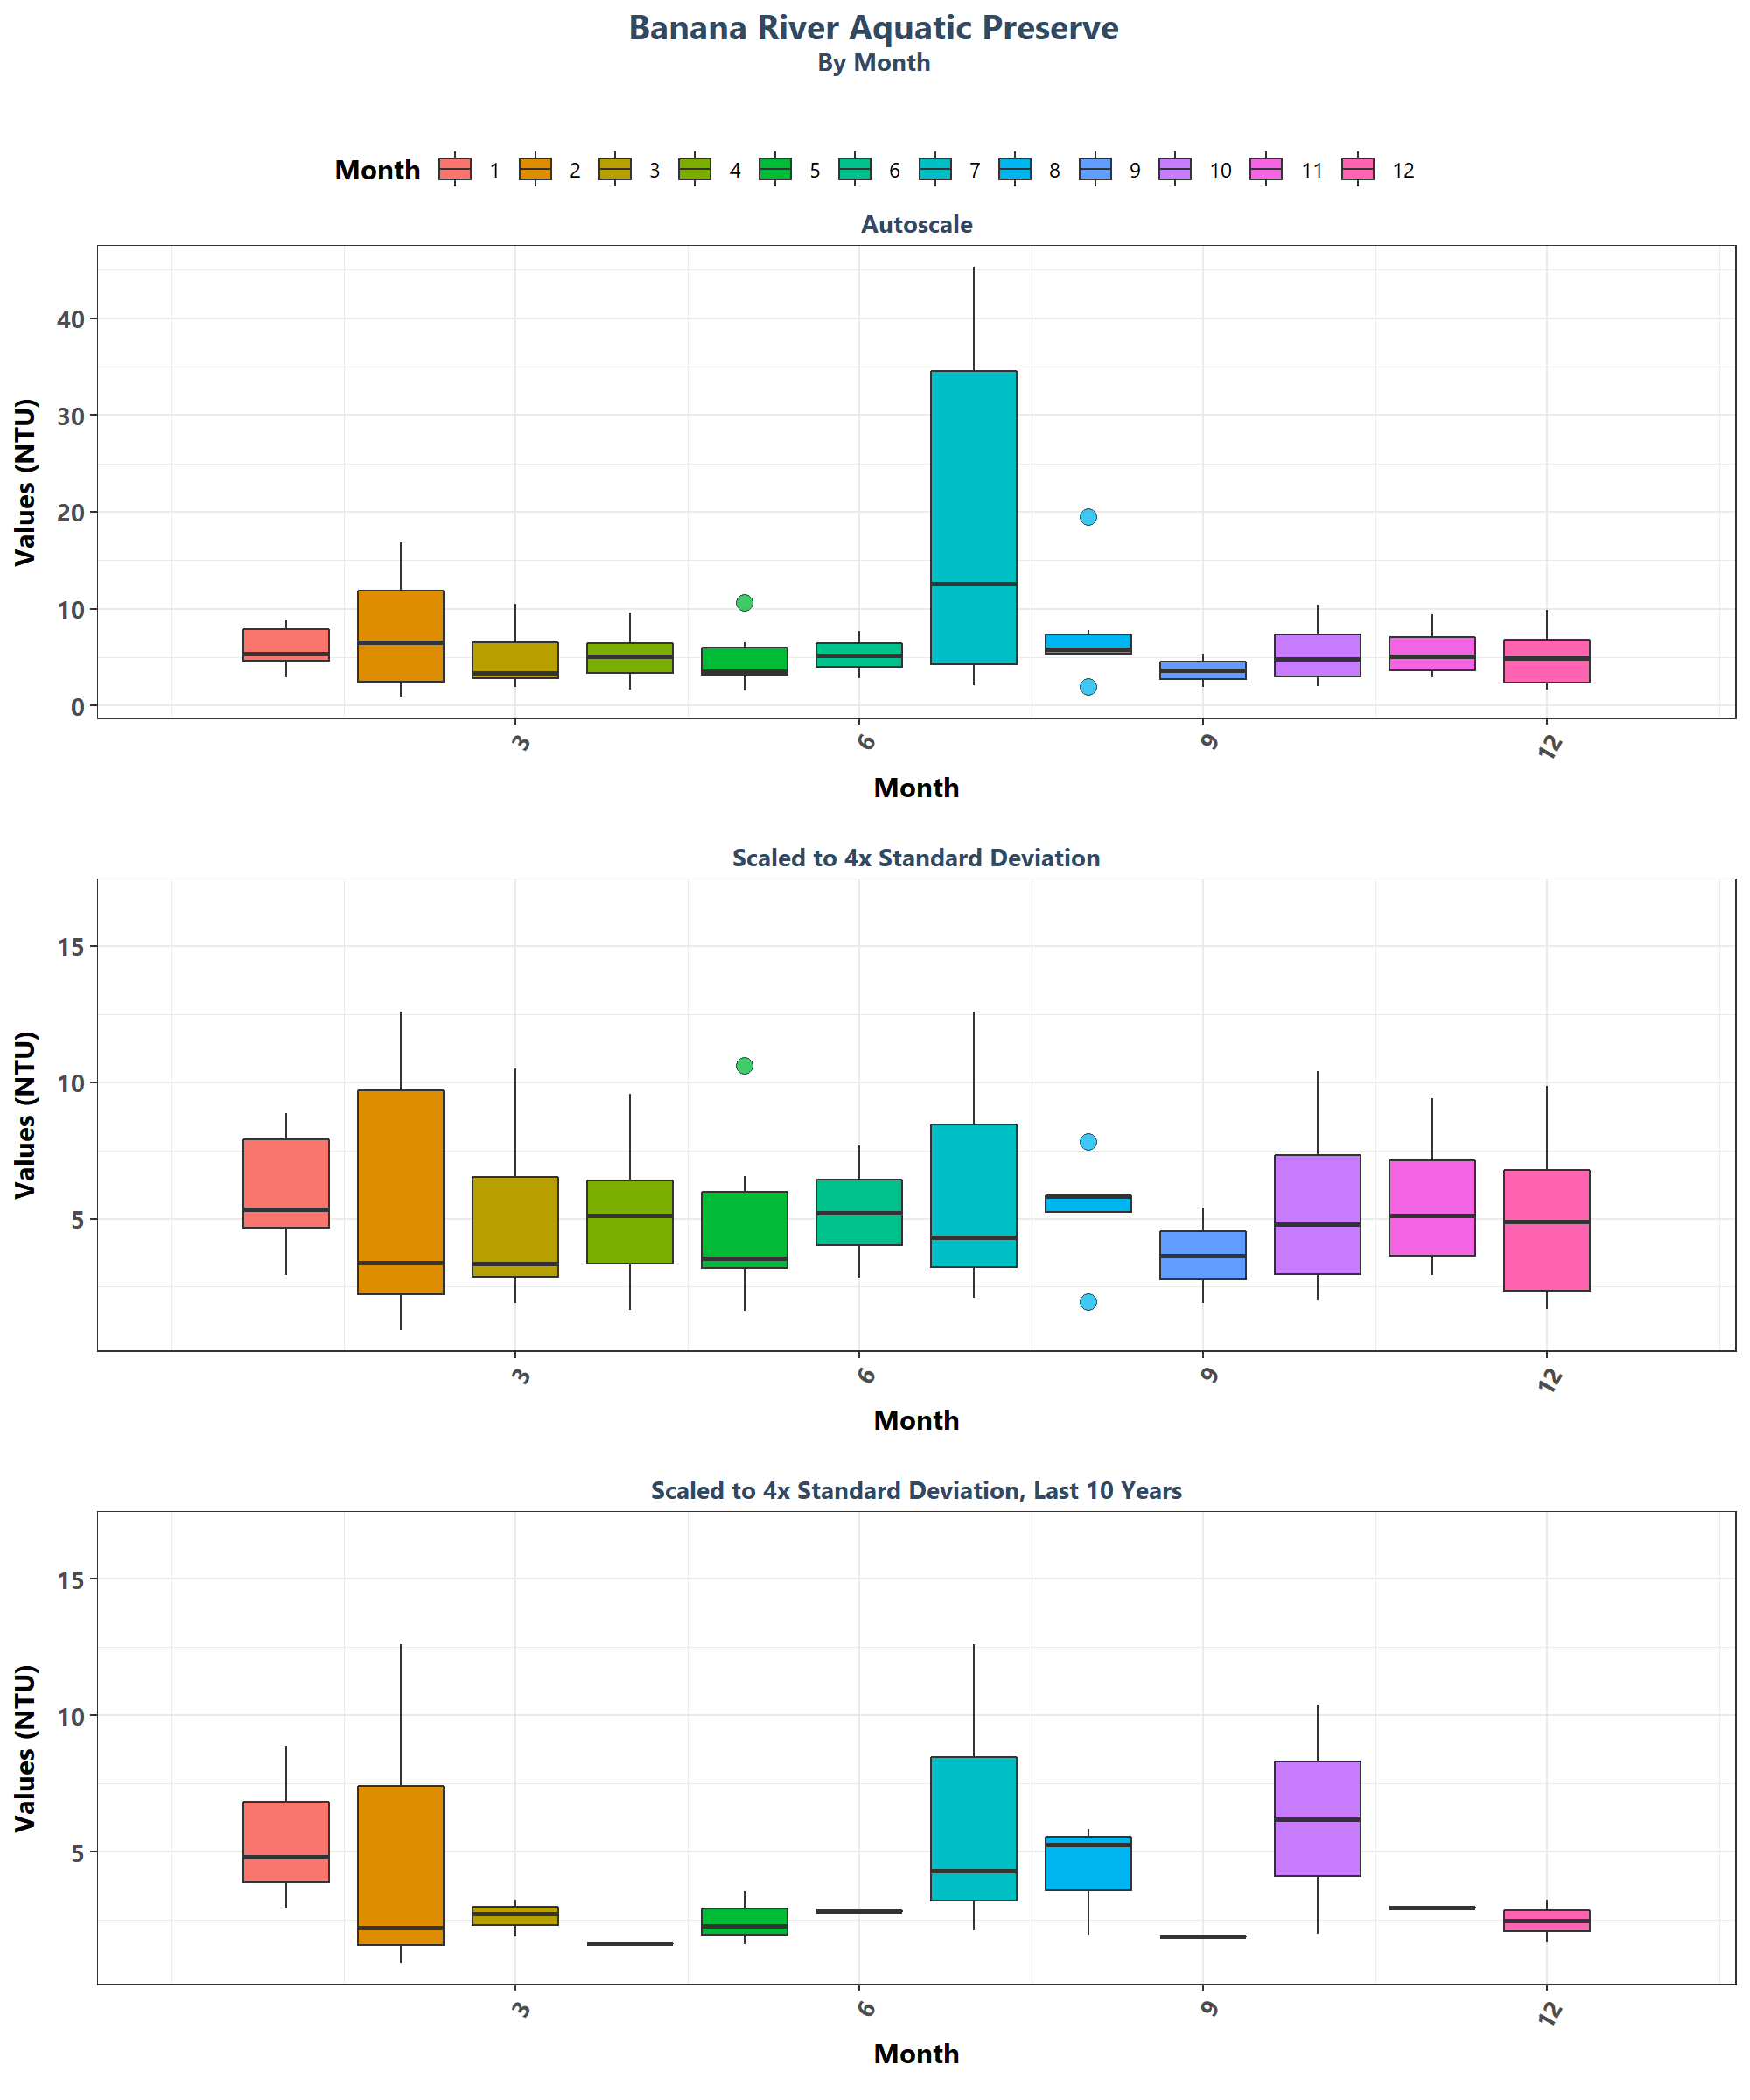 Banana River Aquatic Preserve
By Month
Month 1 2 3 4 5 6 7 8 9 10 11 12
Autoscale
Values (NTU)
40
30
20
10
0
3 6 9 12
Month
Scaled to 4x Standard Deviation
Values (NTU)
15
10
5
3 6 9 12
Month
Scaled to 4x Standard Deviation, Last 10 Years
Values (NTU)
15
10
5
3 6 9 12
Month